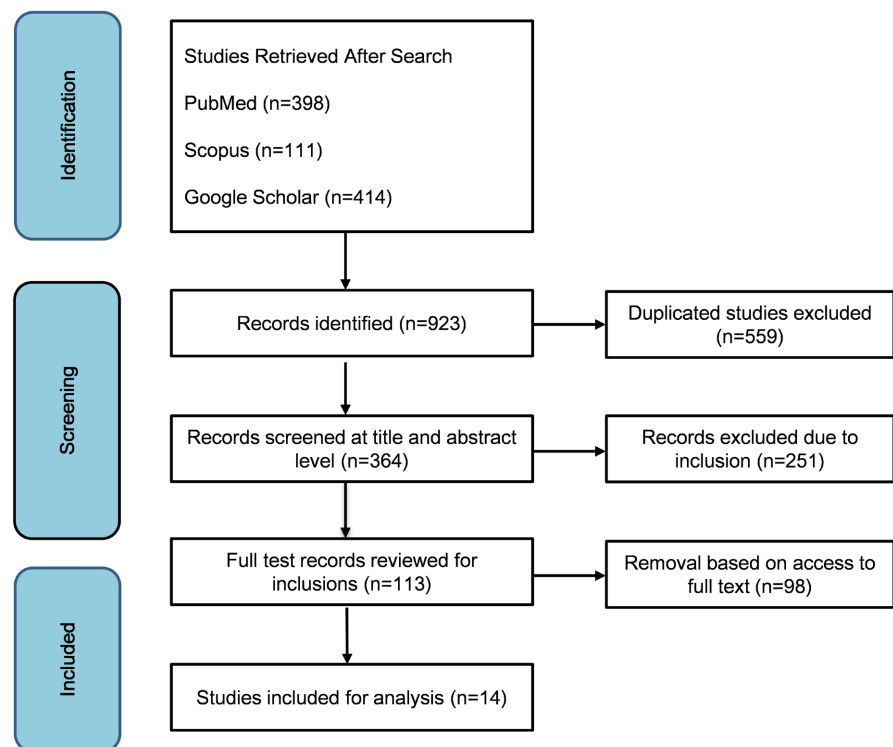 Identification
Studies Retrieved After Search
PubMed (n=398)
Scopus (n=111)
Google Scholar (n=414)
Screening
Records identified (n=923)
Duplicated studies excluded
(n=559)
Records screened at title and abstract
level (n=364)
Records excluded due to
inclusion (n=251)
Full test records reviewed for
inclusions (n=113)
Removal based on access to
full text (n=98)
Included
Studies included for analysis (n=14)